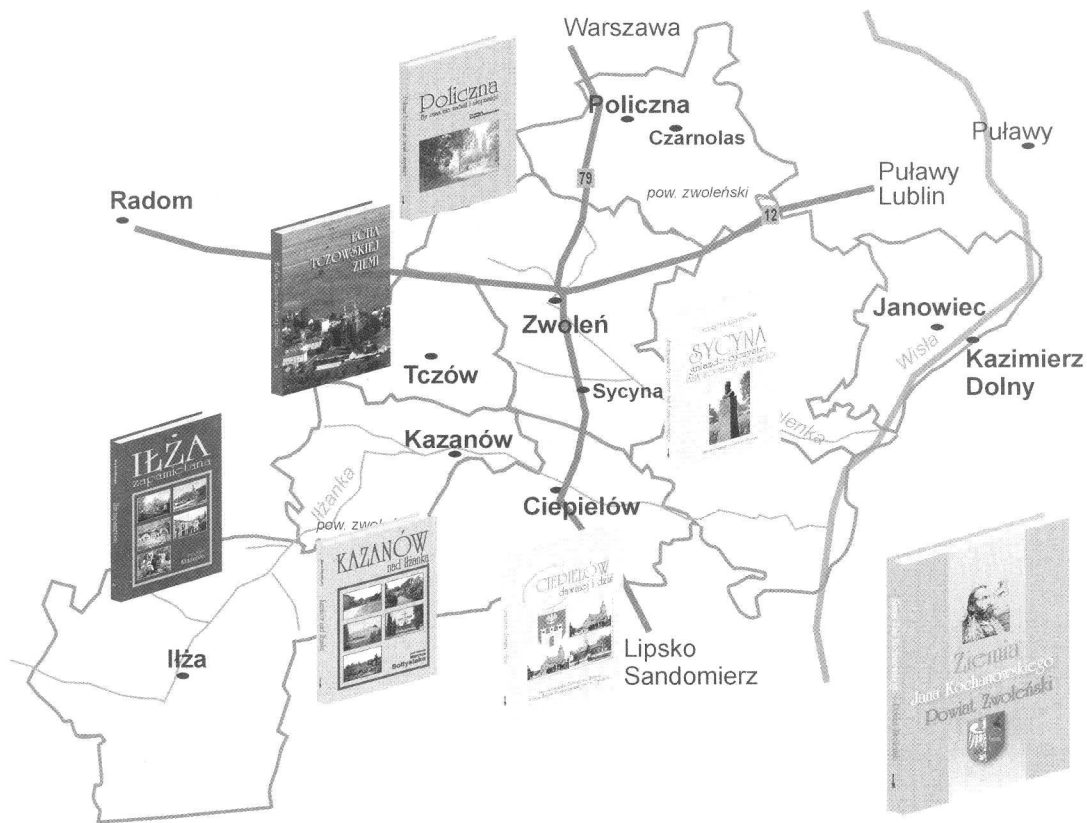 Warszawa
Policzna
Policzna
Czarnolas
Puławy
79
pow. zwoleński
Puławy
Lublin
12
Radom
ECHA
TCZOWSKIEJ
ZIEMI
Zwoleń
Janowiec
Wisła
Kazimierz
Dolny
SYCYNA
Tczów
Sycyna
Kazanów
IŁŻA
zapamiętana
Iłżanka
Ciepielów
pow.
KAZANÓW
nad Iłżanką
Sołtysiaka
CIEPIELÓW
dawniej i dziś
Iłża
Lipsko
Sandomierz
Ziemia
Jana Kochanowskiego
Powiat Zwoleński